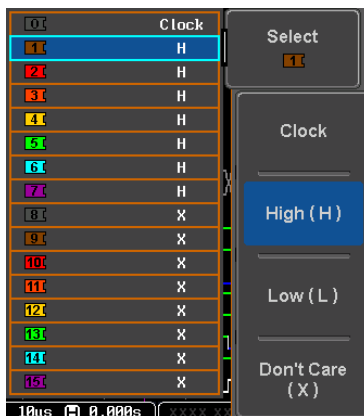 0 Clock
1 H
2 H
3 H
4 H
5 H
6 H
7 H
8 X
9 X
10 X
11 X
12 X
13 X
14 X
15 X
10us H 0.000s
Select
1
Clock
High (H)
Low (L)
Don't Care
(X)